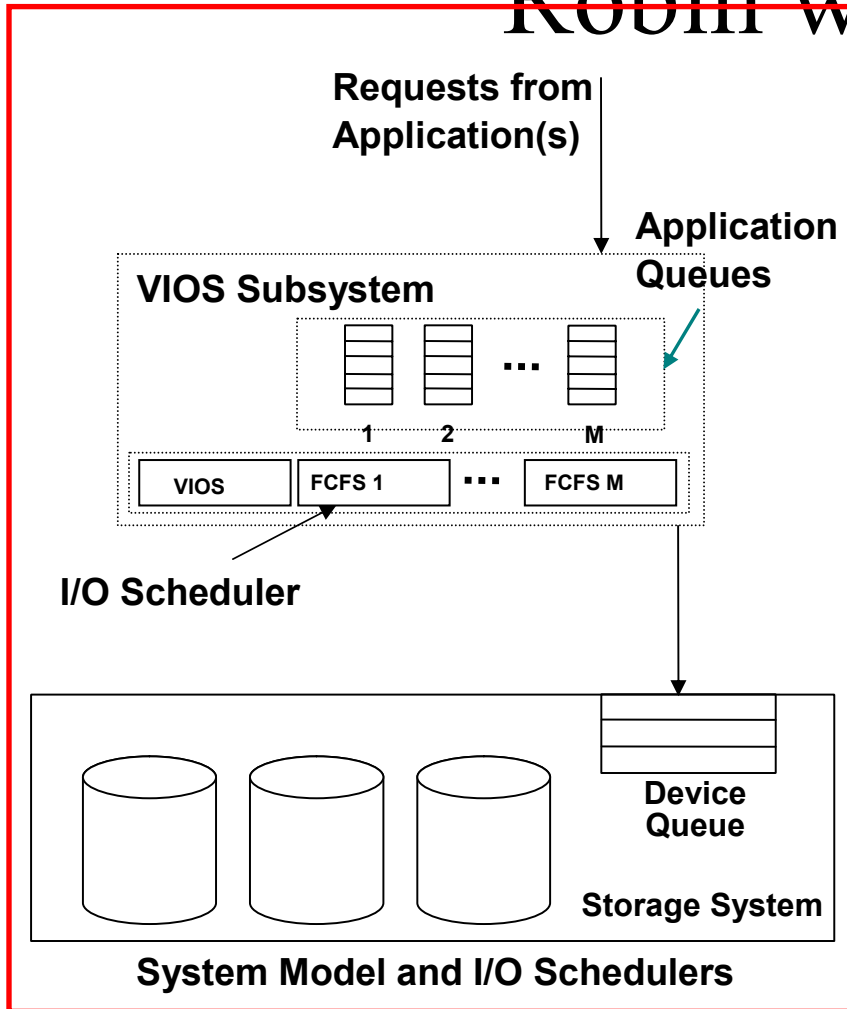 Robin w
Requests from
Application(s)
Application
Queues
VIOS Subsystem
...
1 2 M
VIOS FCFS 1 ... FCFS M
I/O Scheduler
Device
Queue
Storage System
System Model and I/O Schedulers